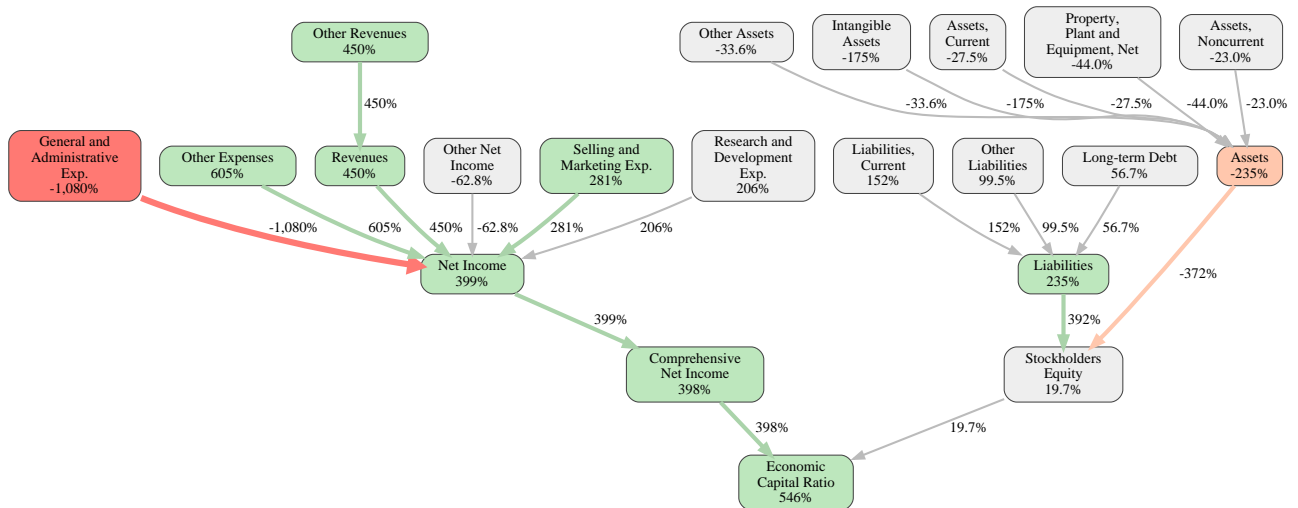 Other Revenues
450%
Other Assets
-33.6%
Intangible
Assets
-175%
Assets,
Current
-27.5%
Property,
Plant and
Equipment, Net
-44.0%
Assets,
Noncurrent
-23.0%
450%
-33.6%
-175%
-27.5%
-44.0%
-23.0%
General and
Administrative
Exp.
-1,080%
Other Expenses
605%
Revenues
450%
Other Net
Income
-62.8%
Selling and
Marketing Exp.
281%
Research and
Development
Exp.
206%
Liabilities,
Current
152%
Other
Liabilities
99.5%
Long-term Debt
56.7%
Assets
-235%
-1,080%
605%
450%
-62.8%
281%
206%
152%
99.5%
56.7%
Net Income
399%
Liabilities
235%
-372%
399%
392%
Comprehensive
Net Income
398%
Stockholders
Equity
19.7%
398%
19.7%
Economic
Capital Ratio
546%